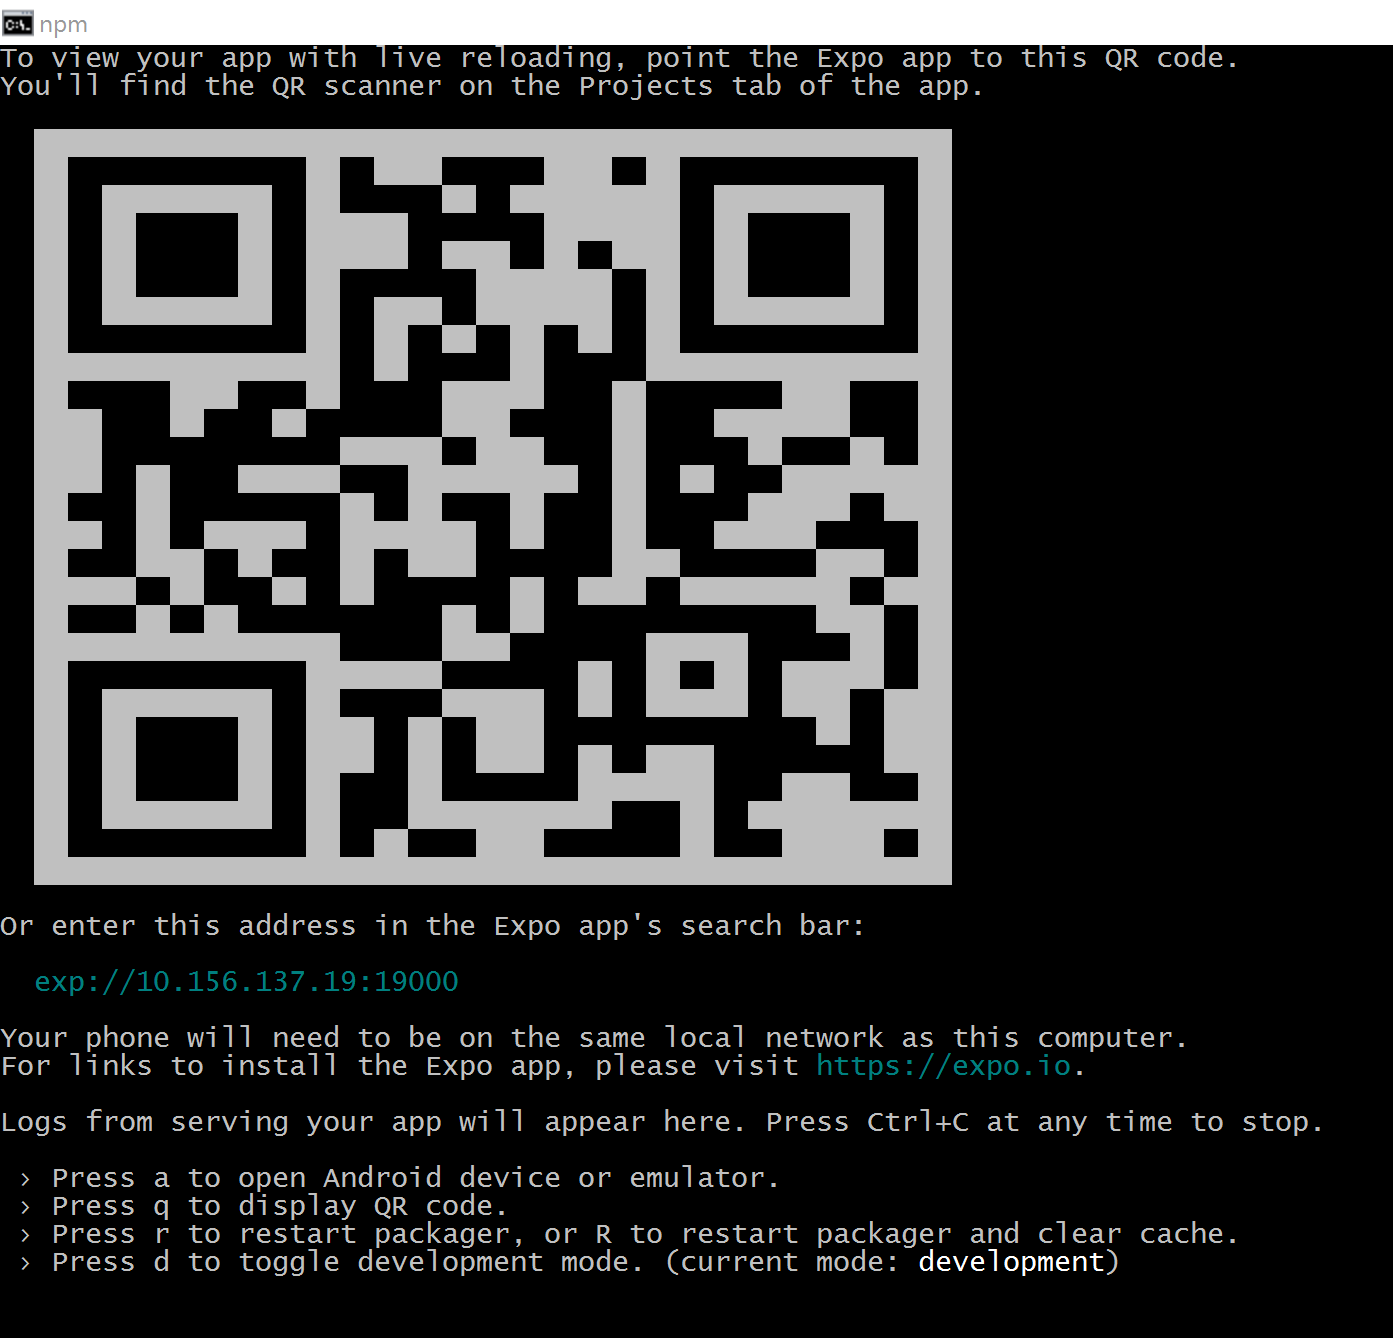 npm
To view your app with live reloading, point the Expo app to this QR code.
You'll find the QR scanner on the Projects tab of the app.
Or enter this address in the Expo app's search bar:
exp://10.156.137.19:19000
Your phone will need to be on the same local network as this computer.
For links to install the Expo app, please visit https://expo.io.
Logs from serving your app will appear here. Press Ctrl+C at any time to stop.
› Press a to open Android device or emulator.
› Press q to display QR code.
› Press r to restart packager, or R to restart packager and clear cache.
› Press d to toggle development mode. (current mode: development)